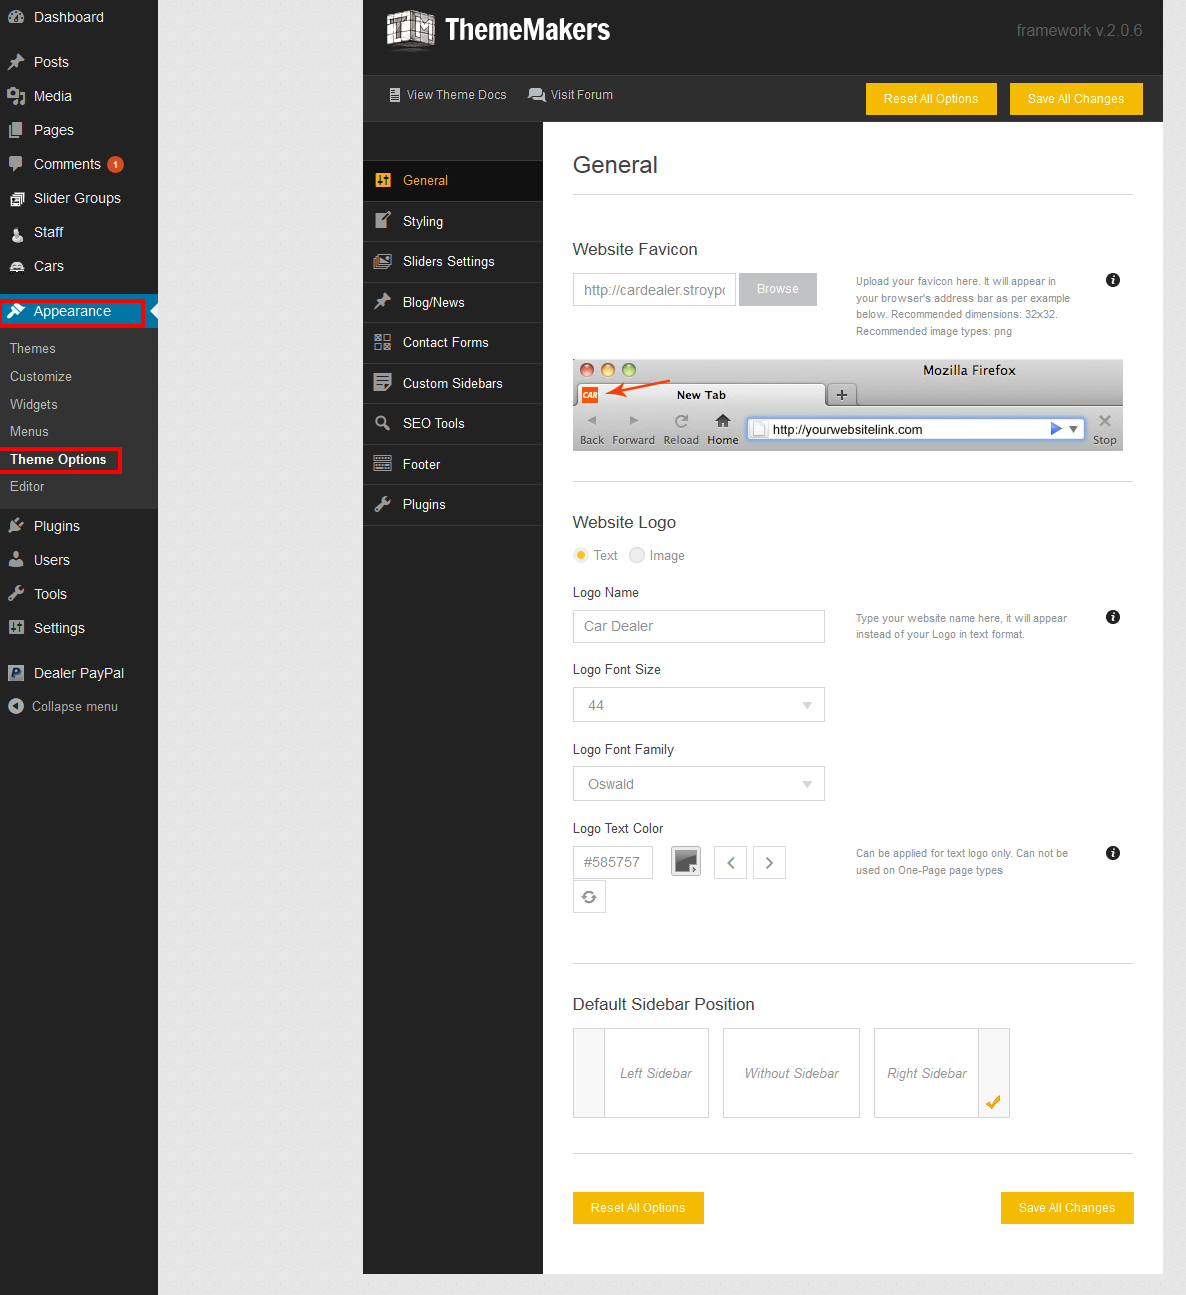 Dashboard
Posts
Media
Pages
Comments 1
Slider Groups
Staff
Cars
Appearance
Themes
Customize
Widgets
Menus
Theme Options
Editor
Plugins
Users
Tools
Settings
Dealer PayPal
Collapse menu
ThemeMakers
framework v.2.0.6
View Theme Docs
Visit Forum
Reset All Options
Save All Changes
General
Styling
Sliders Settings
Blog/News
Contact Forms
Custom Sidebars
SEO Tools
Footer
Plugins
General
Website Favicon
http://cardealer.stroypo
Browse
Upload your favicon here. It will appear in
your browser's address bar as per example
below. Recommended dimensions: 32x32.
Recommended image types: png
Mozilla Firefox
CAR
New Tab
Back
Forward
Reload
Home
http://yourwebsitelink.com
Stop
Website Logo
Text
Image
Logo Name
Car Dealer
Type your website name here, it will appear
instead of your Logo in text format.
Logo Font Size
44
Logo Font Family
Oswald
Logo Text Color
#585757
Can be applied for text logo only. Can not be
used on One-Page page types
Default Sidebar Position
Left Sidebar
Without Sidebar
Right Sidebar
Reset All Options
Save All Changes